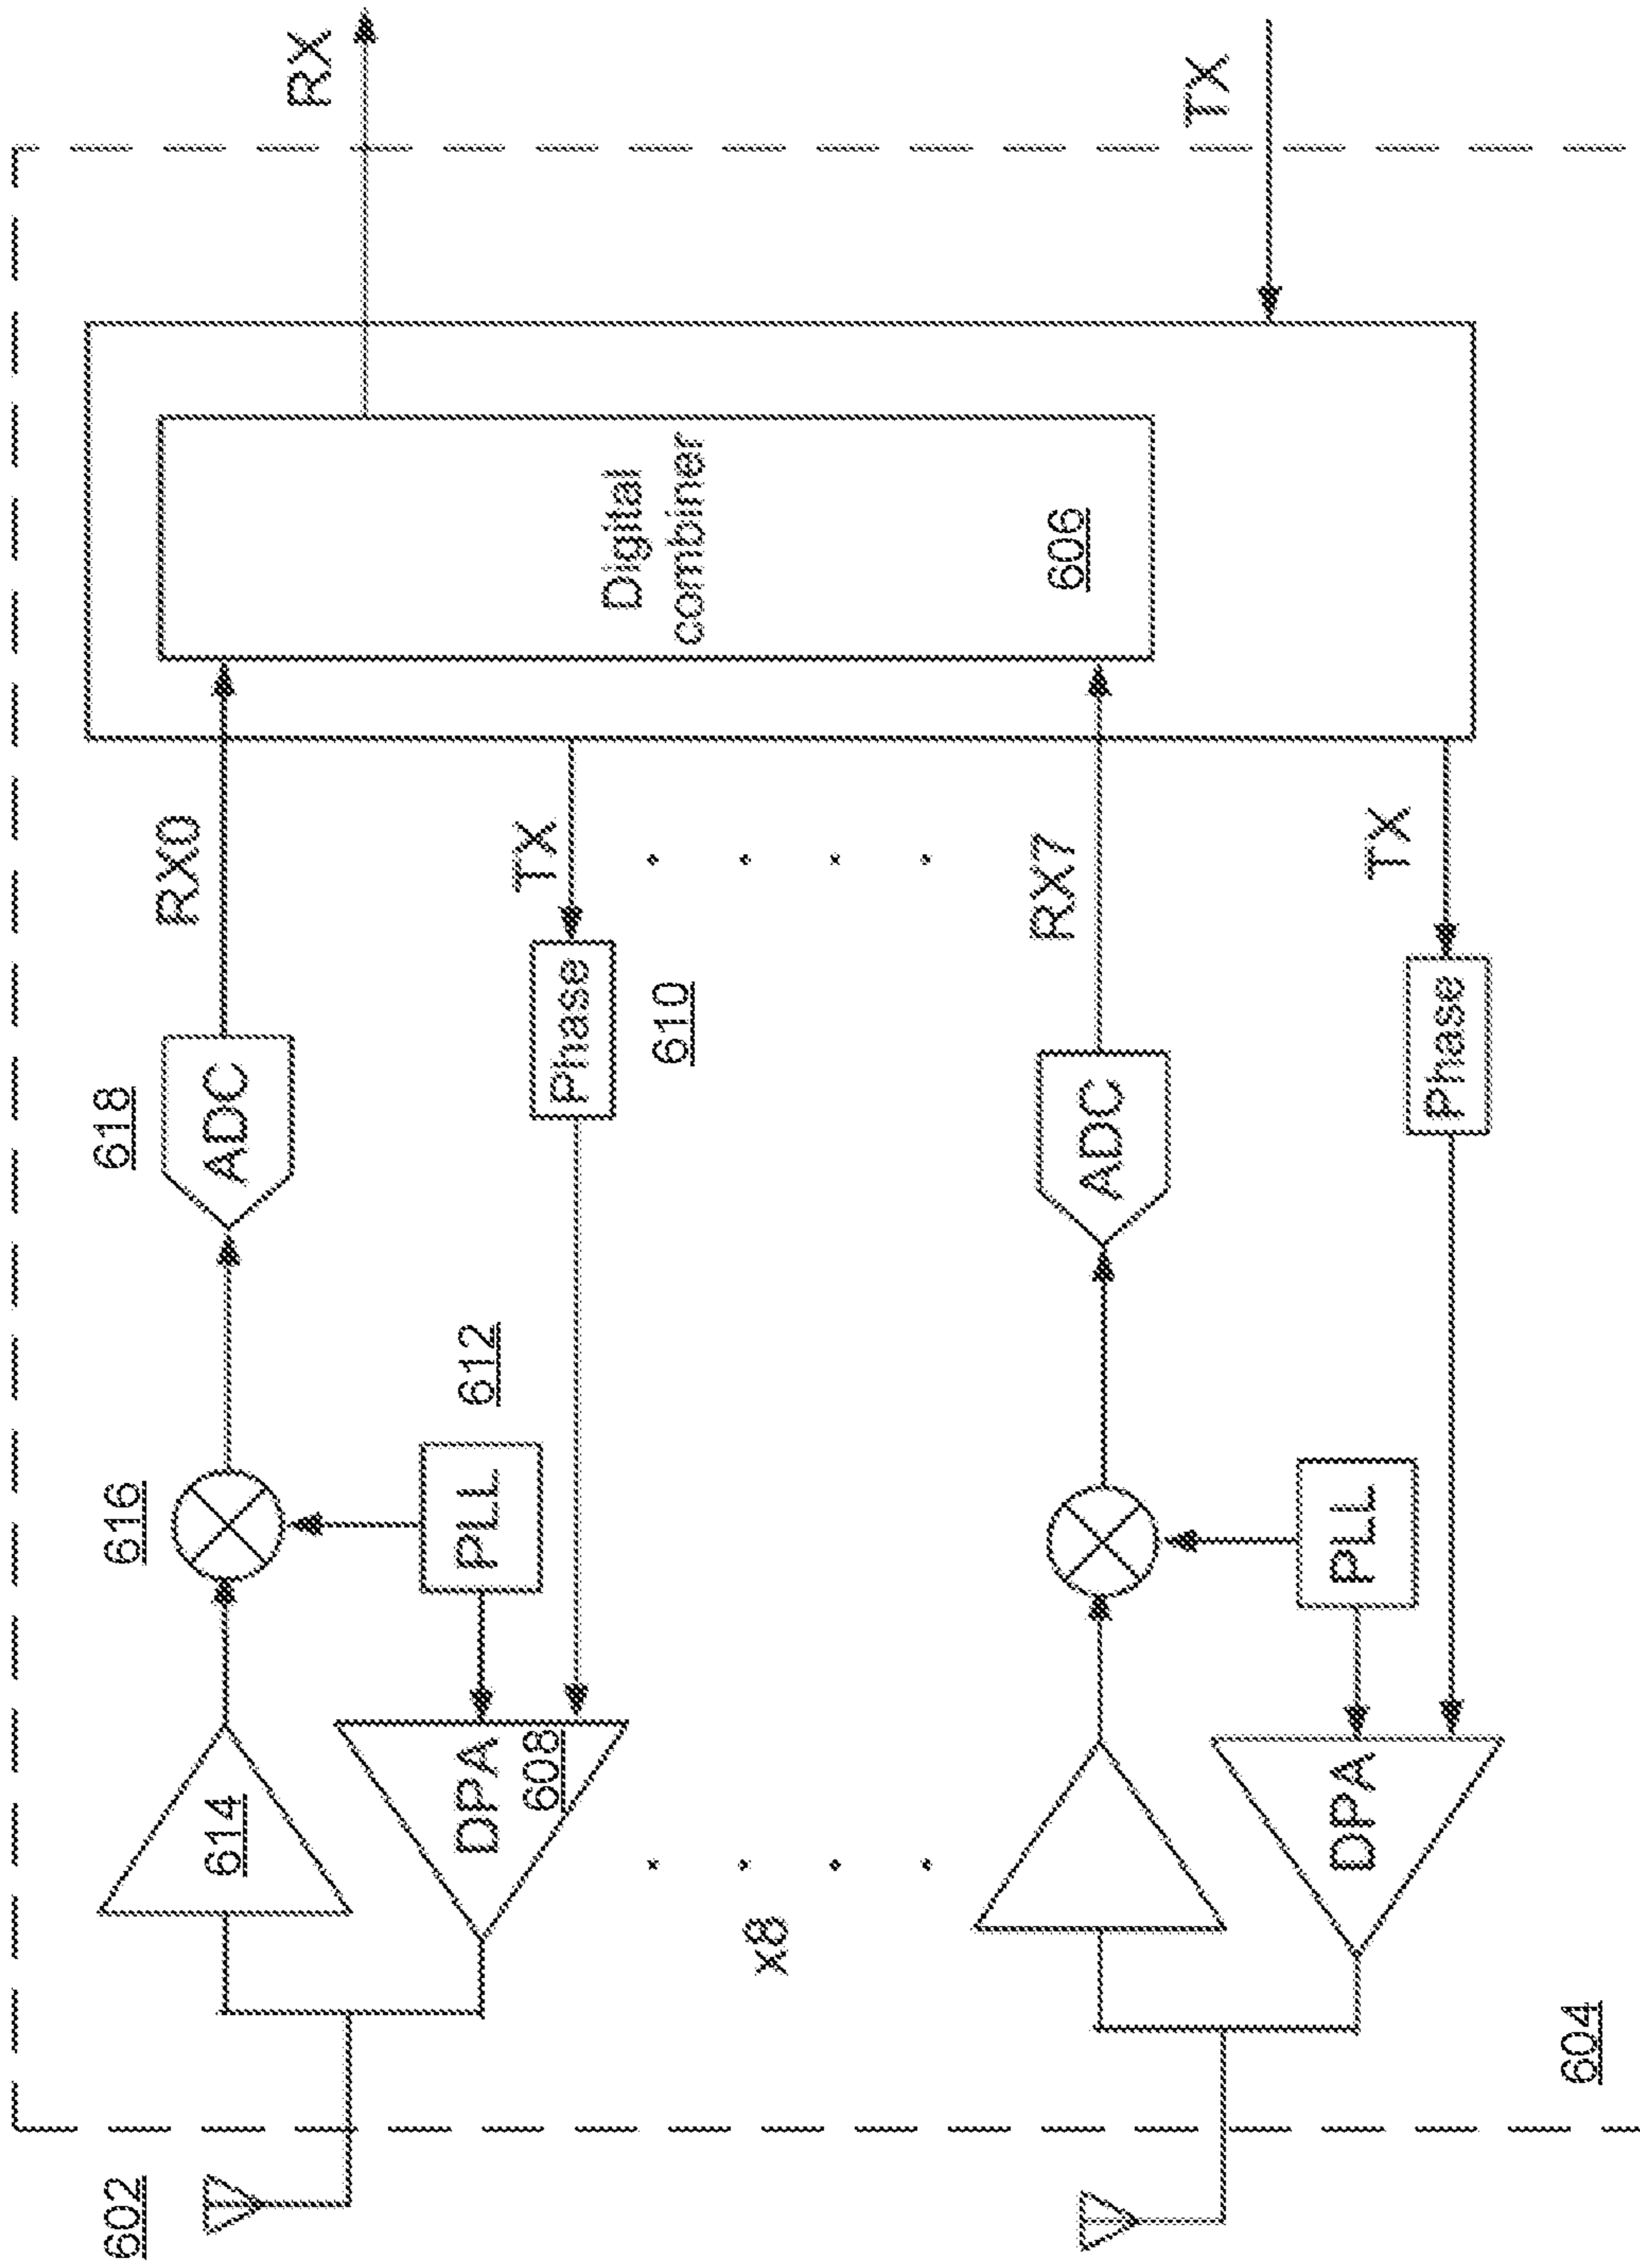 602
616
618
RX0
RX
614
ADC
612
PLL
DPA
608
TX
Phase
610
Digital
combiner
606
x8
RX7
ADC
PLL
DPA
TX
Phase
TX
604